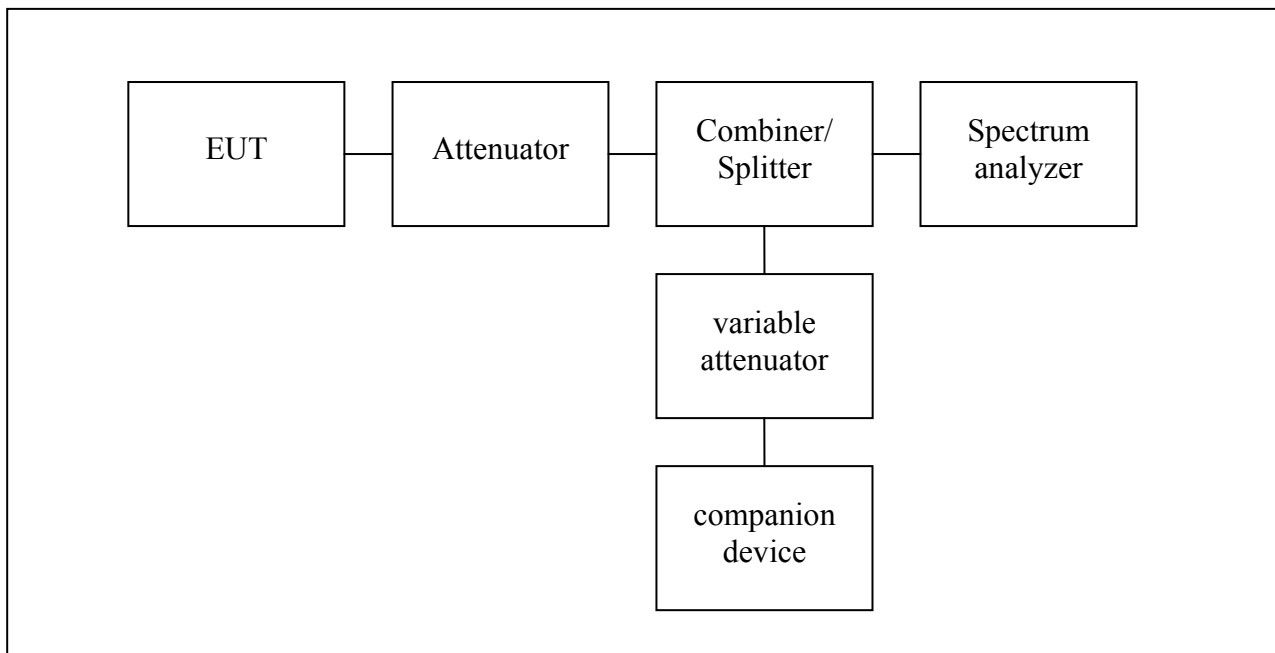 EUT
Attenuator
Combiner/
Splitter
Spectrum
analyzer
variable
attenuator
companion
device